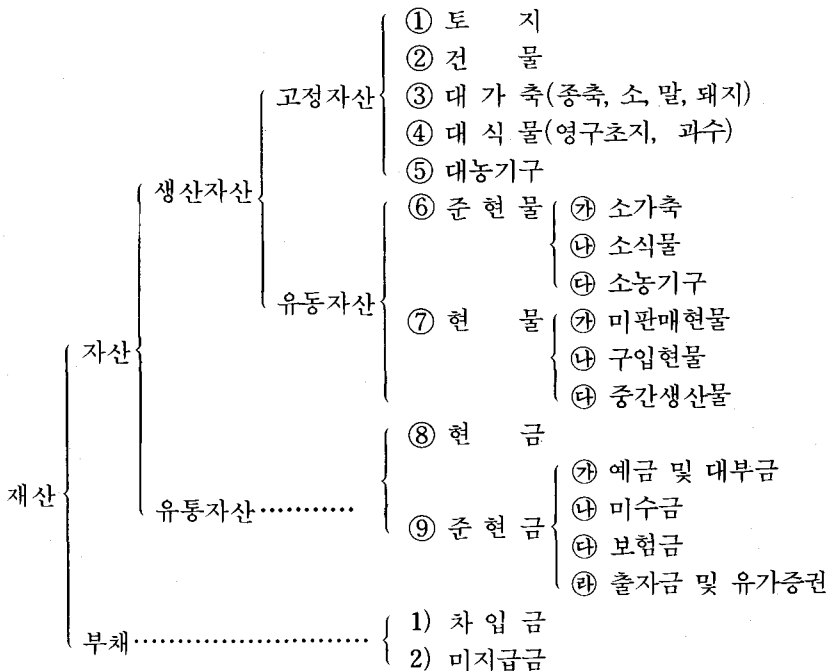 ① 토 지
② 건 물
고정자산 ③ 대 가 축(종축, 소, 말, 돼지)
④ 대 식 물(영구초지, 과수)
⑤ 대농기구
생산자산
⑥ 준 현 물 ㉮ 소가축
㉯ 소식물
㉰ 소농기구
유동자산
⑦ 현 물 ㉮ 미판매현물
자산
㉯ 구입현물
㉰ 중간생산물
⑧ 현 금
㉮ 예금 및 대부금
재산
유통자산··········
㉯ 미수금
⑨ 준 현 금
㉰ 보험금
㉱ 출자금 및 유가증권
1) 차 입 금
부채·························
2) 미지급금